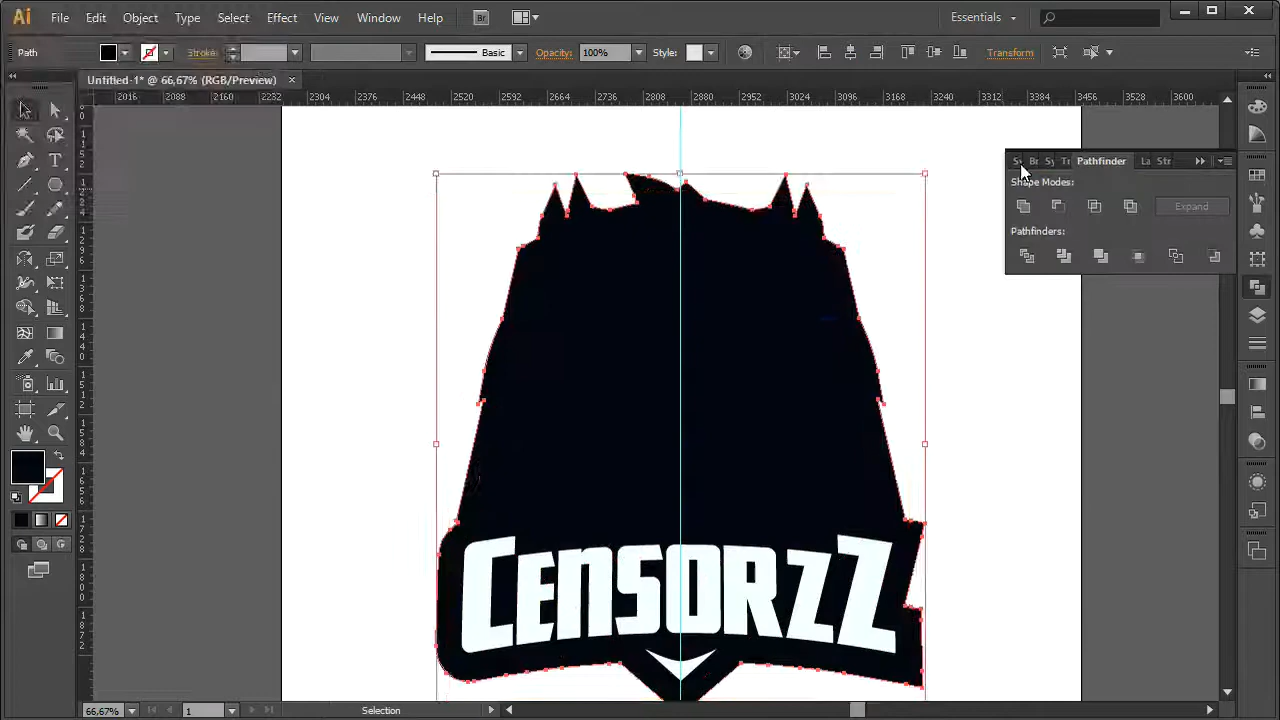 Ai File Edit Object Type Select Effect View Window Help Br Essentials
Path Stroke: Basic Opacity: 100% Style: Transform
Untitled-1* @ 66,67% (RGB/Preview) ×
2016 2088 2160 2232 2304 2376 2448 2520 2592 2664 2736 2808 2880 2952 3024 3096 3168 3240 3312 3384 3456 3528 3600
Pathfinder
Shape Modes:
Expand
Pathfinders:
CENSORZZ
66,67% 1 Selection